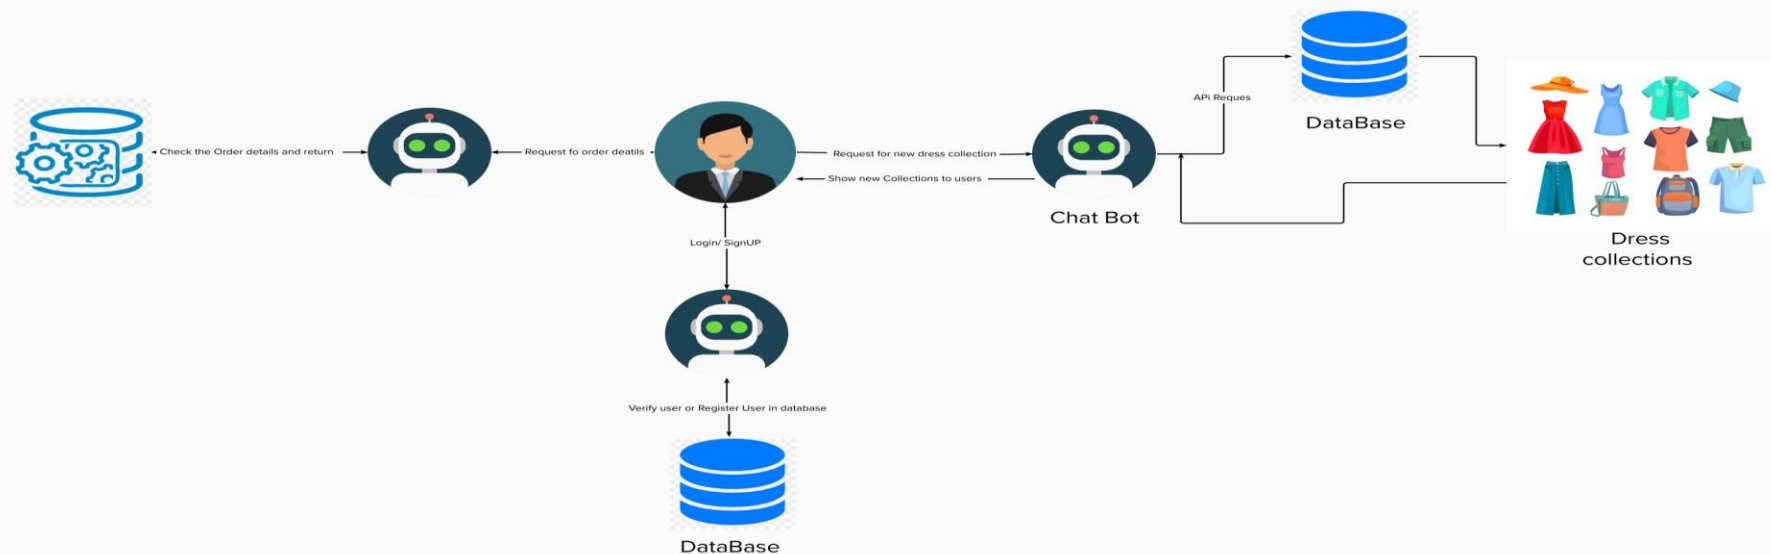 APi Reques
DataBase
Check the Order details and return
Request fo order deatils
Request for new dress collection
Show new Collections to users
Chat Bot
Dress
collections
Login/ SignUP
Verify user or Register User in database
DataBase